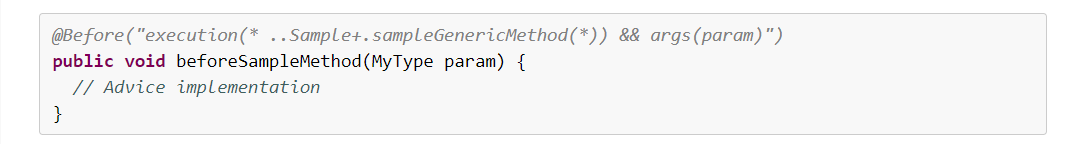 @Before("execution(* ..Sample+.sampleGenericMethod(*)) && args(param)")
public void beforeSampleMethod(MyType param) {
  // Advice implementation
}